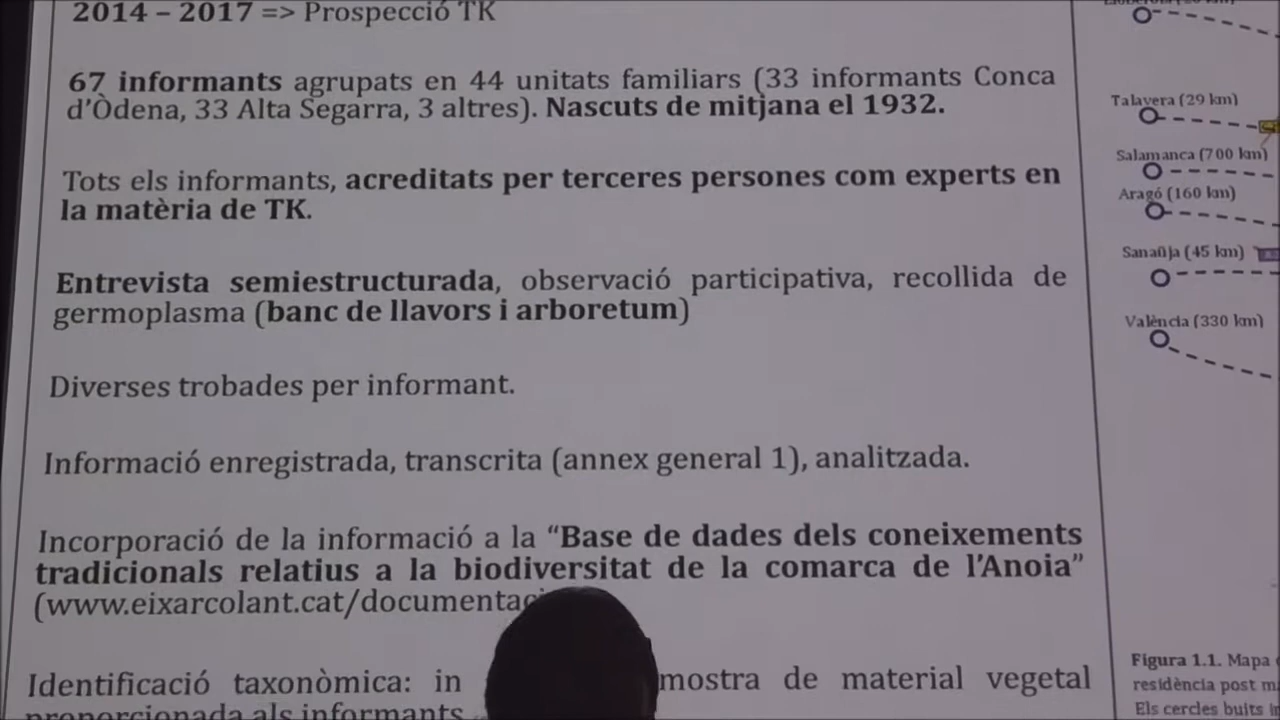 2014 – 2017 => Prospecció TK
67 informants agrupats en 44 unitats familiars (33 informants Conca
d’Òdena, 33 Alta Segarra, 3 altres). Nascuts de mitjana el 1932.
Tots els informants, acreditats per terceres persones com experts en
la matèria de TK.
Entrevista semiestructurada, observació participativa, recollida de
germoplasma (banc de llavors i arboretum)
Diverses trobades per informant.
Informació enregistrada, transcrita (annex general 1), analitzada.
Incorporació de la informació a la “Base de dades dels coneixements
tradicionals relatius a la biodiversitat de la comarca de l’Anoia”
(www.eixarcolant.cat/documentac
Identificació taxonòmica: in mostra de material vegetal
proporcionada als informants
Talavera (29 km)
Salamanca (700 km)
Aragó (160 km)
Sanaüja (45 km)
València (330 km)
Figura 1.1. Mapa
residència post
Els cercles buits